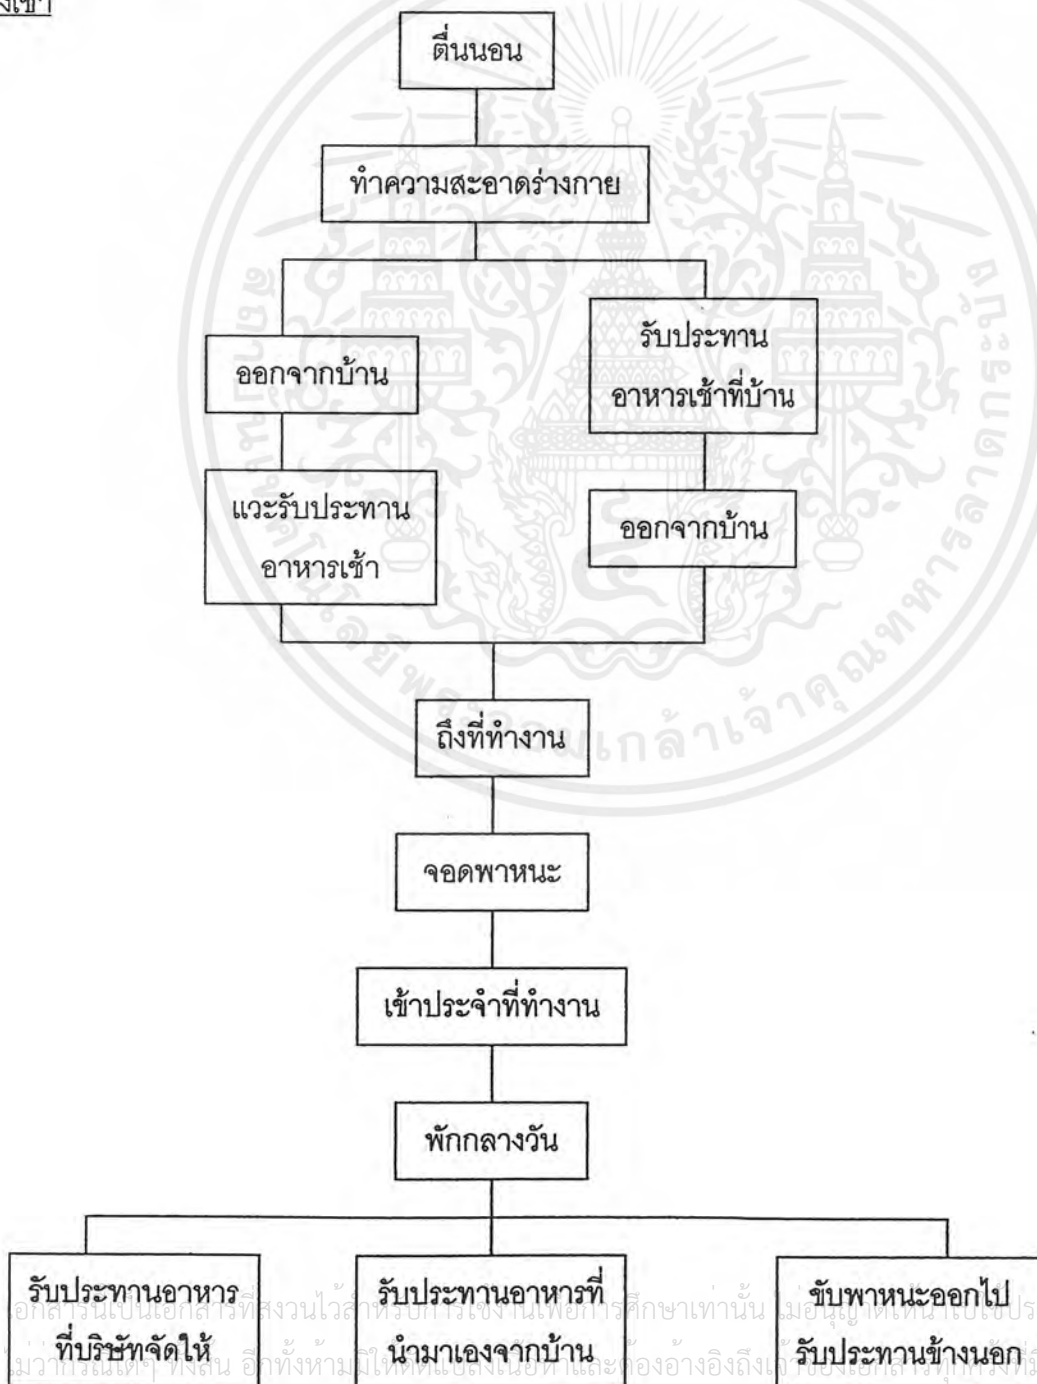 ตื่นนอน
ทำความสะอาดร่างกาย
ออกจากบ้าน
แวะรับประทาน
อาหารเช้า
รับประทาน
อาหารเช้าที่บ้าน
ออกจากบ้าน
ถึงที่ทำงาน
จอดพาหนะ
เข้าประจำที่ทำงาน
พักกลางวัน
รับประทานอาหาร
ที่บริษัทจัดให้
รับประทานอาหารที่
นำมาเองจากบ้าน
ขับพาหนะออกไป
รับประทานข้างนอก